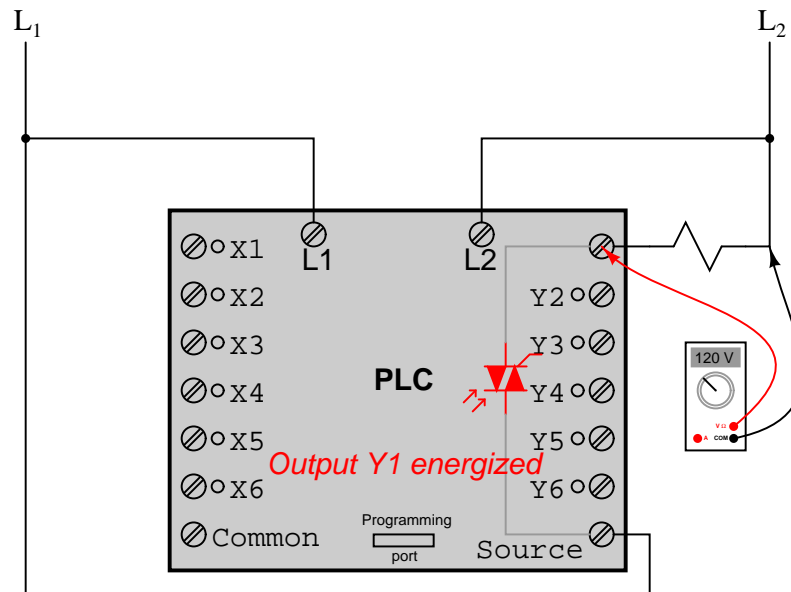 L1
L2
L1
L2
X1
X2
X3
X4
X5
X6
Common
PLC
Output Y1 energized
Programming
port
Y2
Y3
Y4
Y5
Y6
Source
120 V
V Ω
A
COM